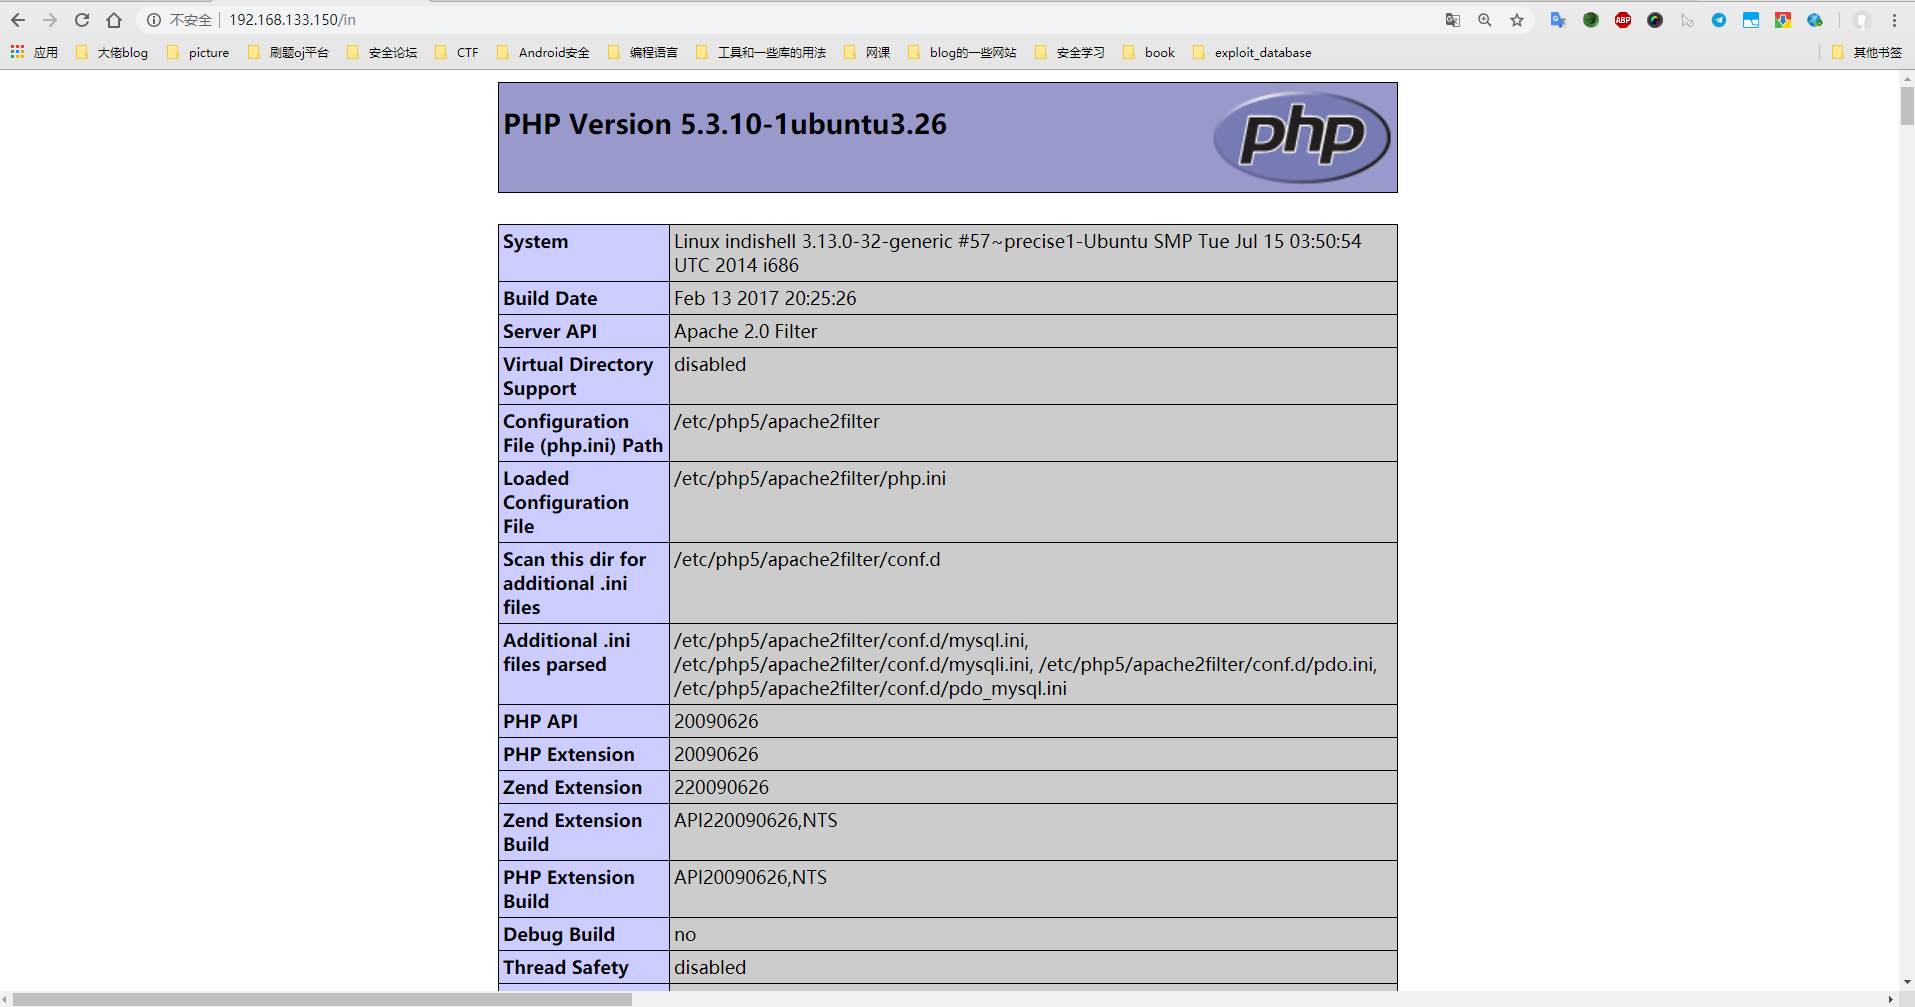 不安全 192.168.133.150/in
ABP
应用 大佬blog picture 刷题oj平台 安全论坛 CTF Android安全 编程语言 工具和一些库的用法 网课 blog的一些网站 安全学习 book exploit_database 其他书签
PHP Version 5.3.10-1ubuntu3.26
php
System Linux indishell 3.13.0-32-generic #57~precise1-Ubuntu SMP Tue Jul 15 03:50:54
UTC 2014 i686
Build Date Feb 13 2017 20:25:26
Server API Apache 2.0 Filter
Virtual Directory disabled
Support
Configuration /etc/php5/apache2filter
File (php.ini) Path
Loaded /etc/php5/apache2filter/php.ini
Configuration
File
Scan this dir for /etc/php5/apache2filter/conf.d
additional .ini
files
Additional .ini /etc/php5/apache2filter/conf.d/mysql.ini,
files parsed /etc/php5/apache2filter/conf.d/mysqli.ini, /etc/php5/apache2filter/conf.d/pdo.ini,
/etc/php5/apache2filter/conf.d/pdo_mysql.ini
PHP API 20090626
PHP Extension 20090626
Zend Extension 220090626
Zend Extension API220090626,NTS
Build
PHP Extension API20090626,NTS
Build
Debug Build no
Thread Safety disabled